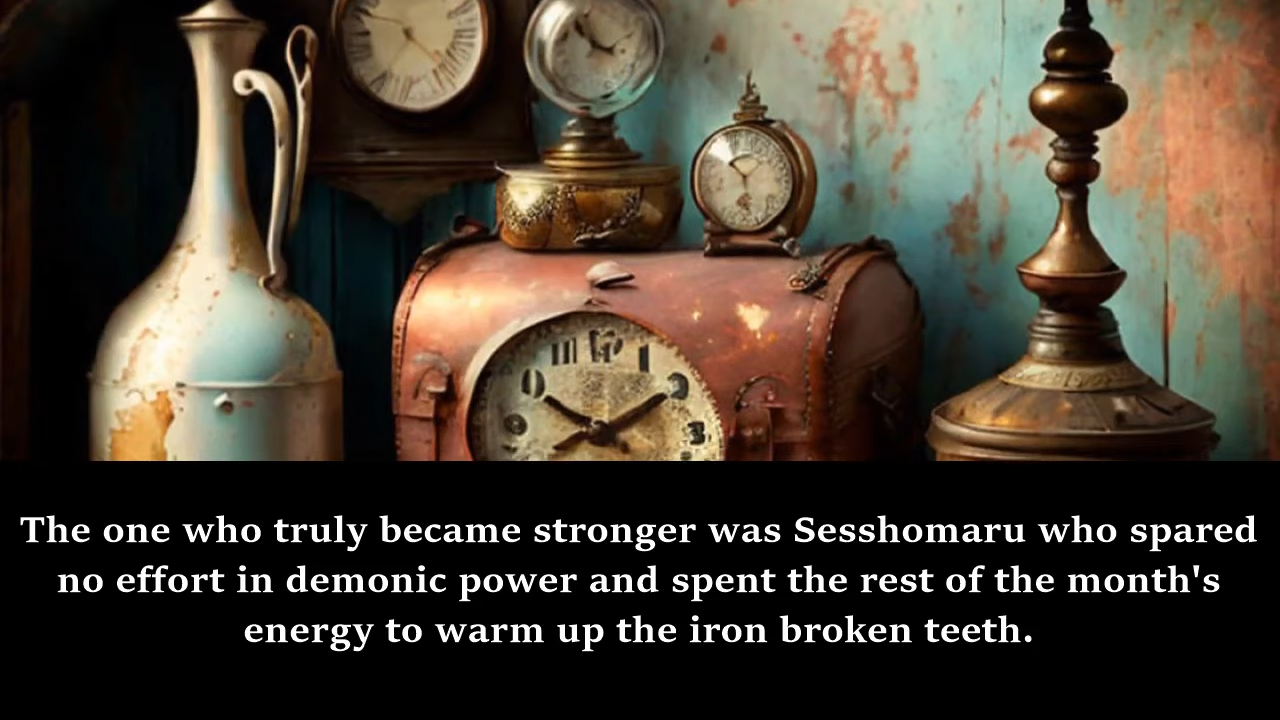 The one who truly became stronger was Sesshomaru who spared
no effort in demonic power and spent the rest of the month's
energy to warm up the iron broken teeth.